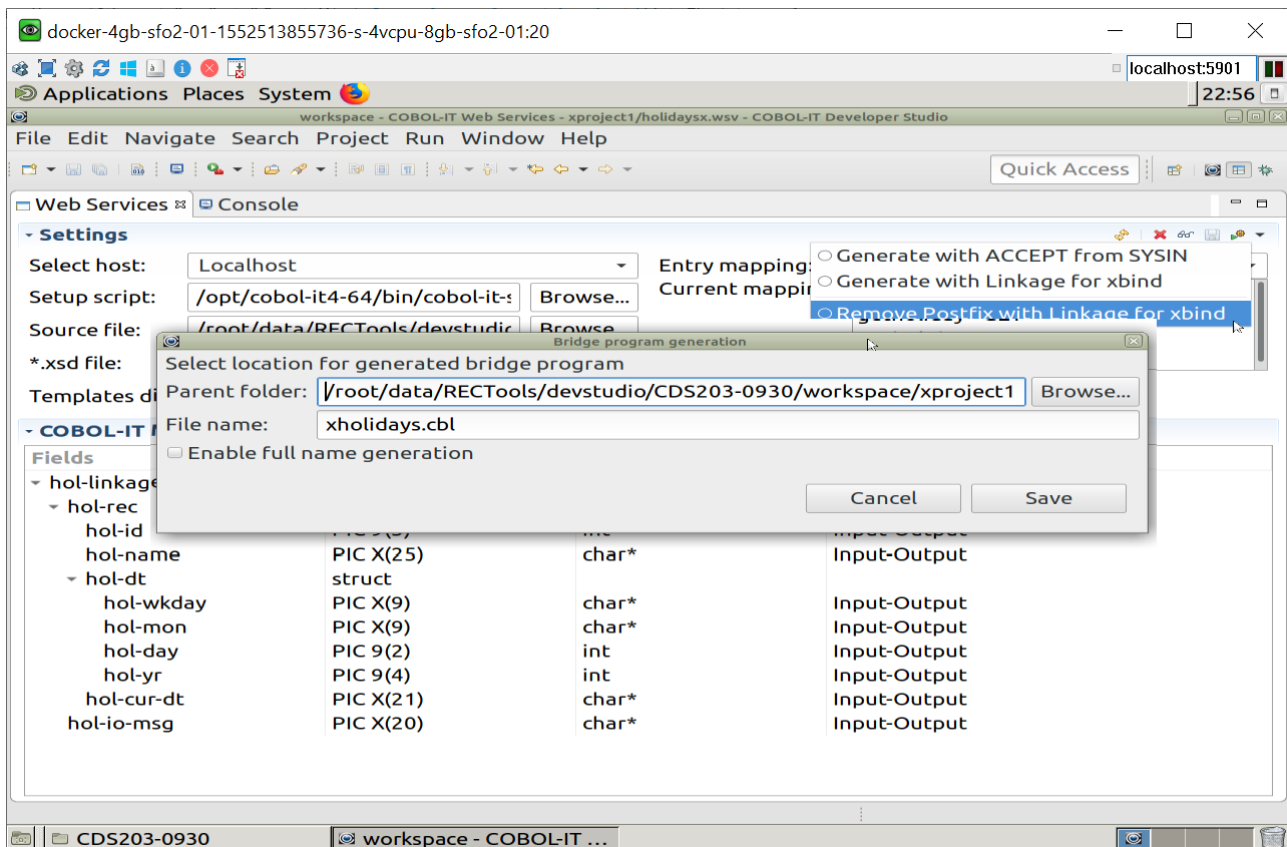 docker-4gb-sfo2-01-1552513855736-s-4vcpu-8gb-sfo2-01:20
localhost:5901
Applications Places System
22:56
workspace - COBOL-IT Web Services - xproject1/holidaysx.wsv - COBOL-IT Developer Studio
File Edit Navigate Search Project Run Window Help
Quick Access
Web Services Console
Settings
Select host: Localhost Entry mapping:
Generate with ACCEPT from SYSIN
Setup script: /opt/cobol-it4-64/bin/cobol-it-s Browse... Current mappi
Generate with Linkage for xbind
Remove Postfix with Linkage for xbind
Source file: /root/data/RECTools/devstudio Browse
Bridge program generation
*.xsd file:
Select location for generated bridge program
Templates di
Parent folder: /root/data/RECTools/devstudio/CDS203-0930/workspace/xproject1 Browse...
File name: xholidays.cbl
COBOL-IT
Enable full name generation
Fields
hol-linkage
Cancel Save
hol-rec
hol-id
hol-name PIC X(25) char* Input-Output
hol-dt struct
hol-wkday PIC X(9) char* Input-Output
hol-mon PIC X(9) char* Input-Output
hol-day PIC 9(2) int Input-Output
hol-yr PIC 9(4) int Input-Output
hol-cur-dt PIC X(21) char* Input-Output
hol-io-msg PIC X(20) char* Input-Output
CDS203-0930 workspace - COBOL-IT ...